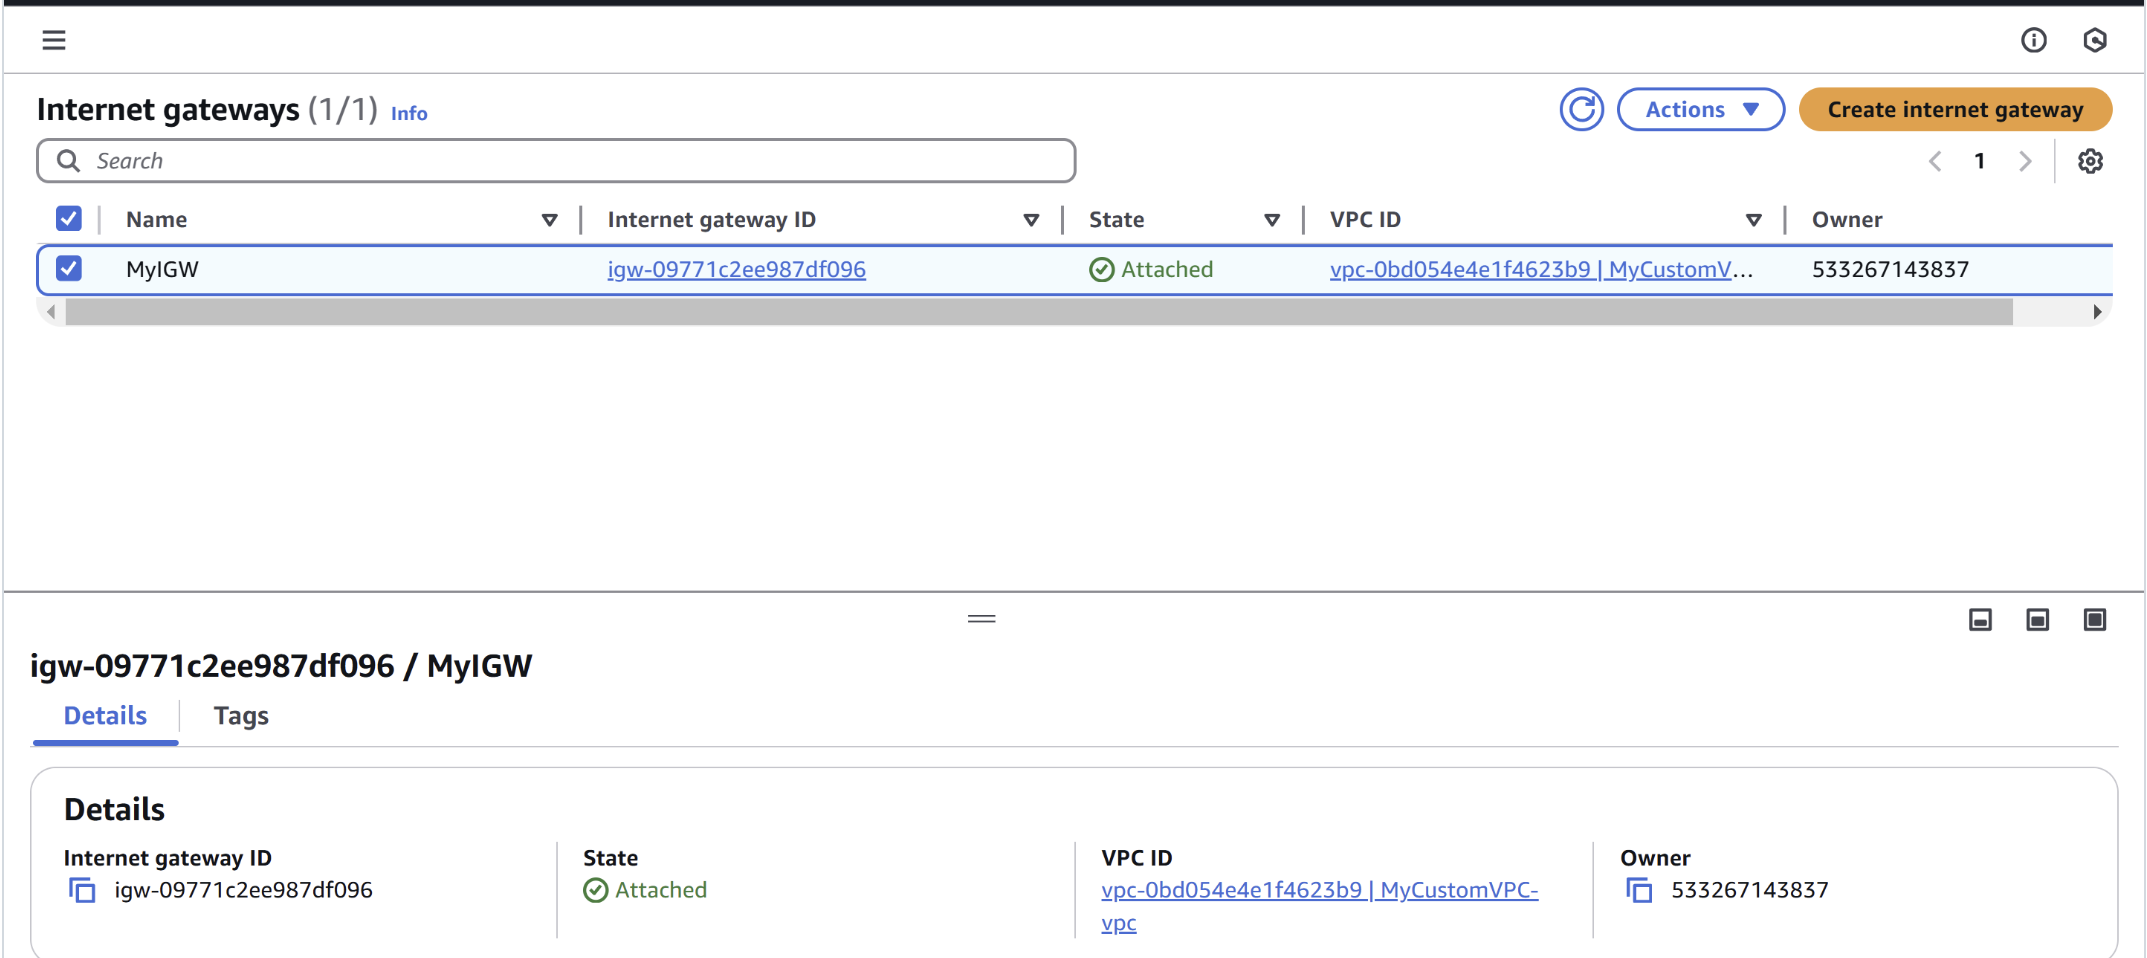 Internet gateways (1/1) Info
Actions
Create internet gateway
Search
1
Name Internet gateway ID State VPC ID Owner
MyIGW igw-09771c2ee987df096 Attached vpc-0bd054e4e1f4623b9 | MyCustomV... 533267143837
igw-09771c2ee987df096 / MyIGW
Details Tags
Details
Internet gateway ID State VPC ID Owner
igw-09771c2ee987df096 Attached vpc-0bd054e4e1f4623b9 | MyCustomVPC- 533267143837
vpc